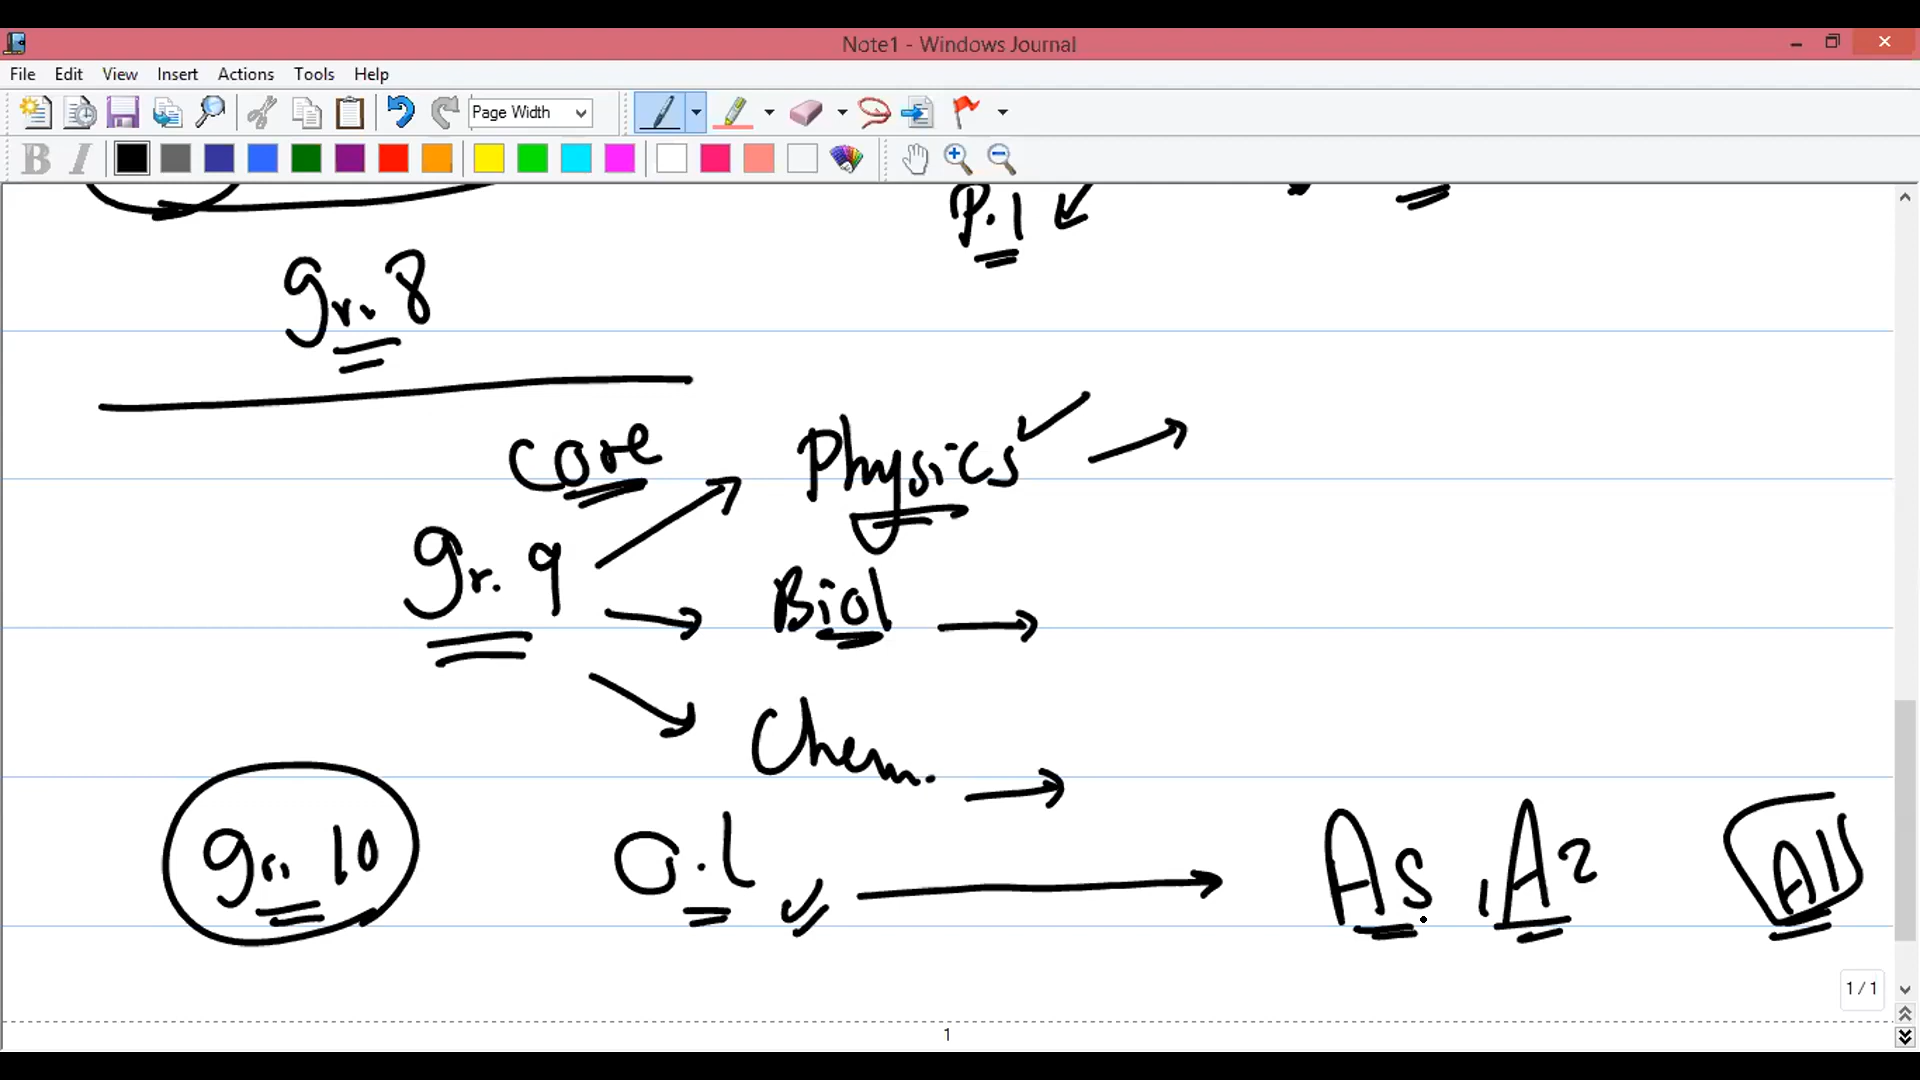 Note1 - Windows Journal
File Edit View Insert Actions Tools Help
Page Width
B I
P.1
gr. 8
Core
Physics
gr. 9
Biol
Chem.
gr. 10
O.L
As , A2
All
1 / 1
1